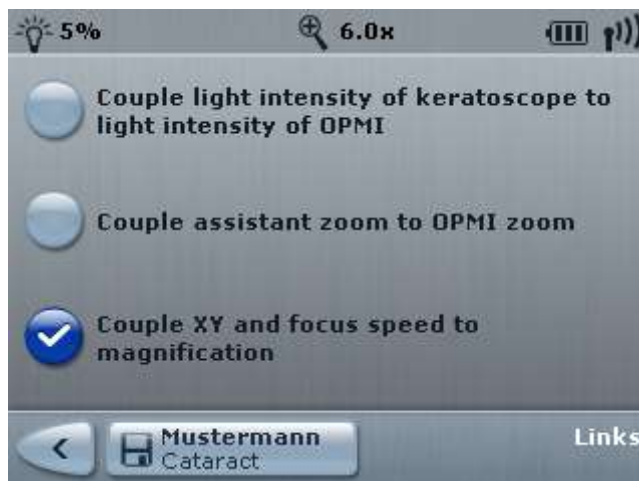 5% 6.0x
Couple light intensity of keratoscope to
light intensity of OPMI
Couple assistant zoom to OPMI zoom
Couple XY and focus speed to
magnification
Mustermann
Cataract
Links